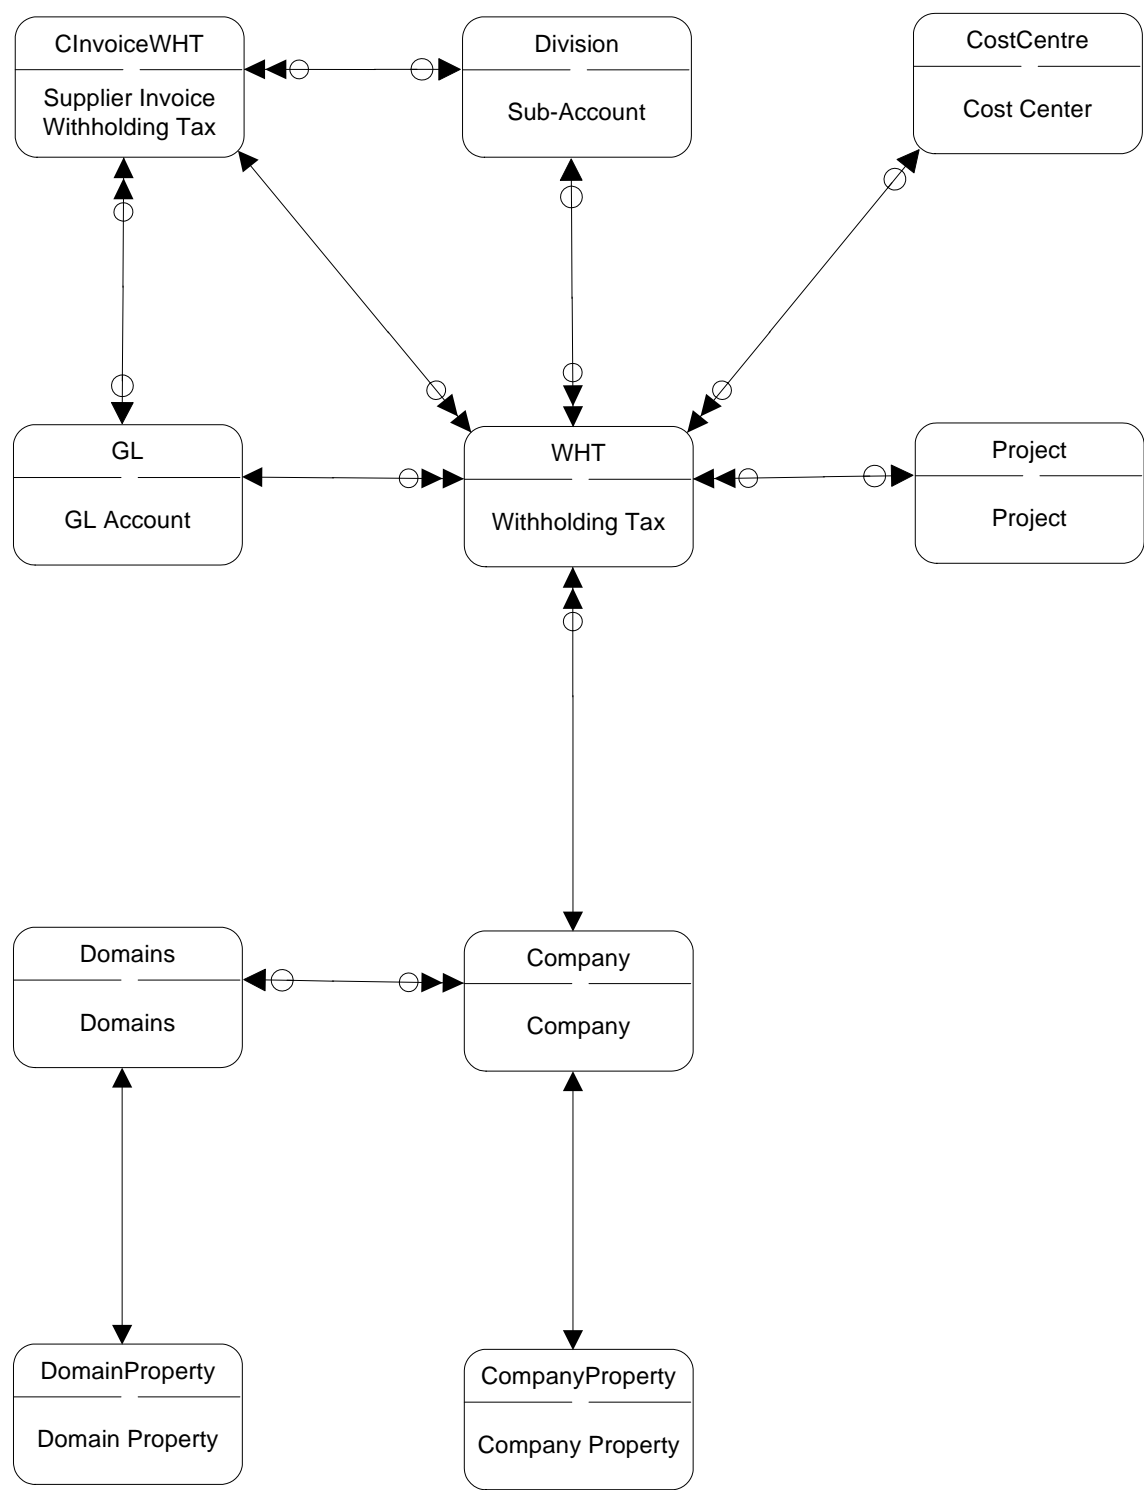 CInvoiceWHT
Supplier Invoice
Withholding Tax
Division
Sub-Account
CostCentre
Cost Center
GL
GL Account
WHT
Withholding Tax
Project
Project
Domains
Domains
Company
Company
DomainProperty
Domain Property
CompanyProperty
Company Property